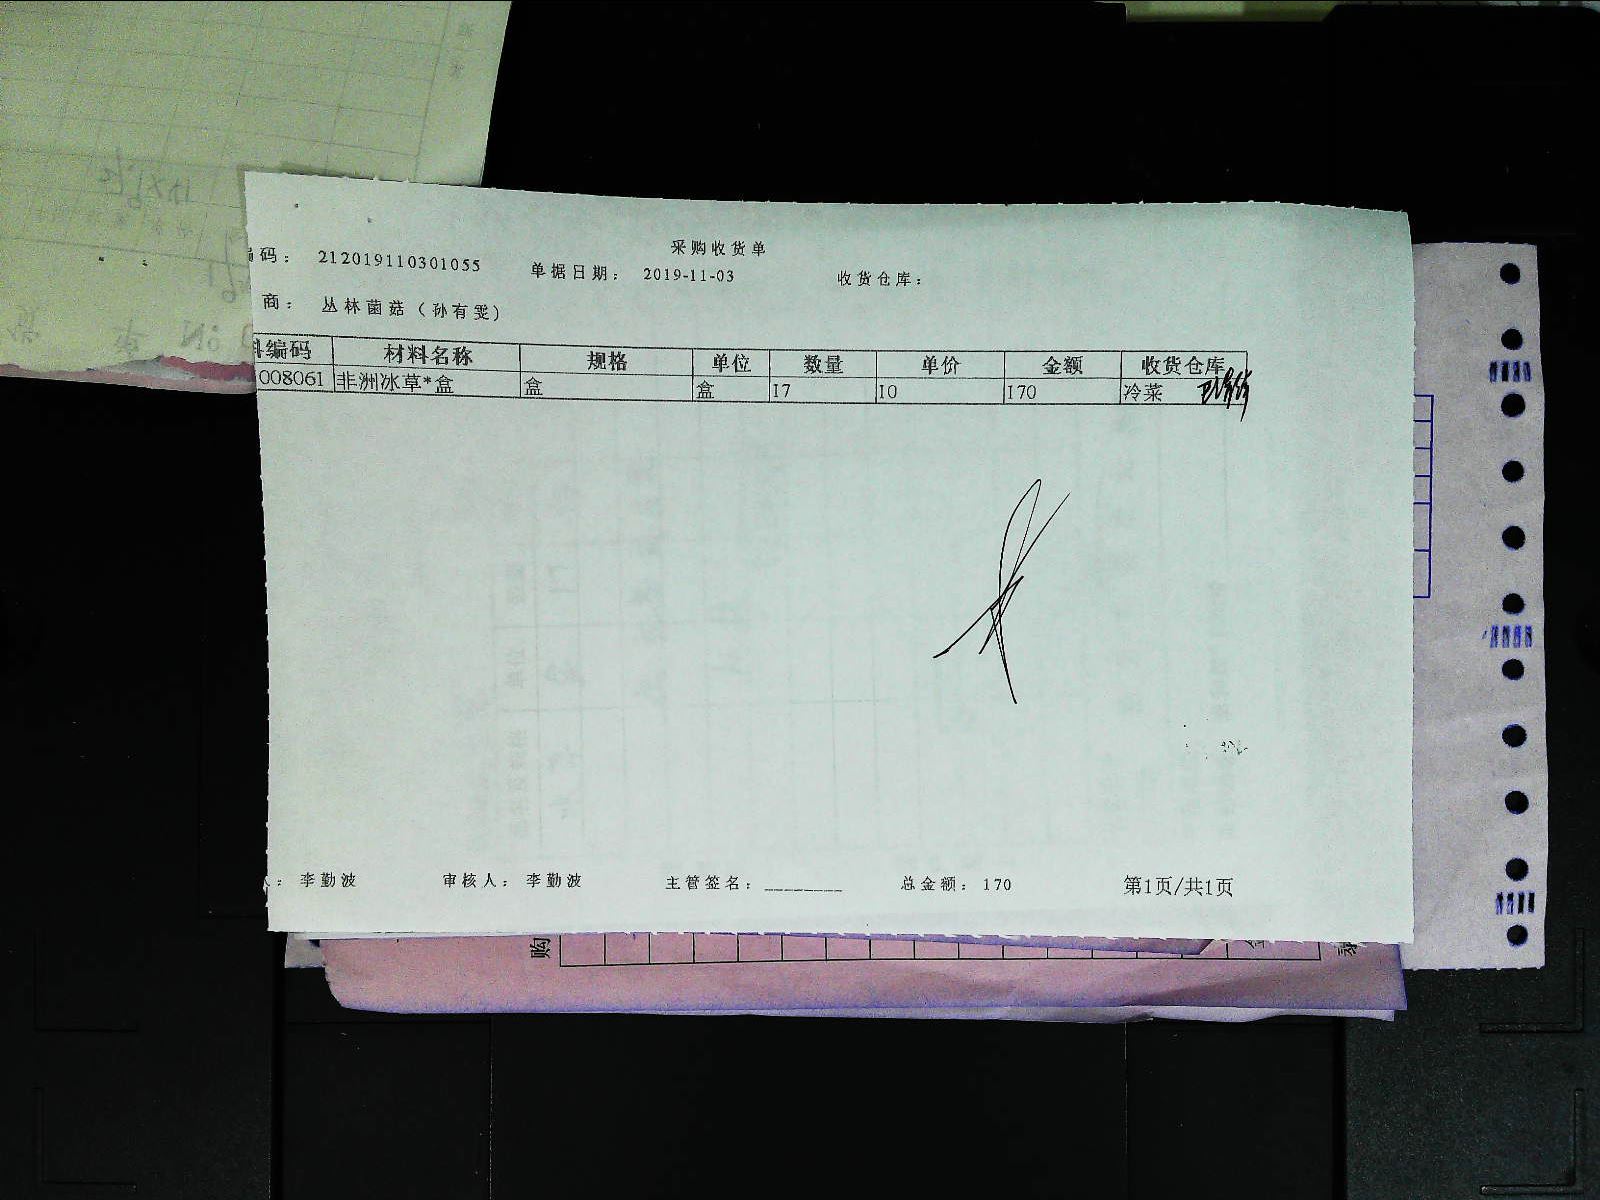 采购收货单
编码： 212019110301055 单据日期： 2019-11-03 收货仓库：
商： 丛林菌菇（孙有雯）
料编码 材料名称 规格 单位 数量 单价 金额 收货仓库
008061 非洲冰草*盒 盒 盒 17 10 170 冷菜
： 李勤波 审核人： 李勤波 主管签名：________ 总金额： 170 第1页/共1页
购